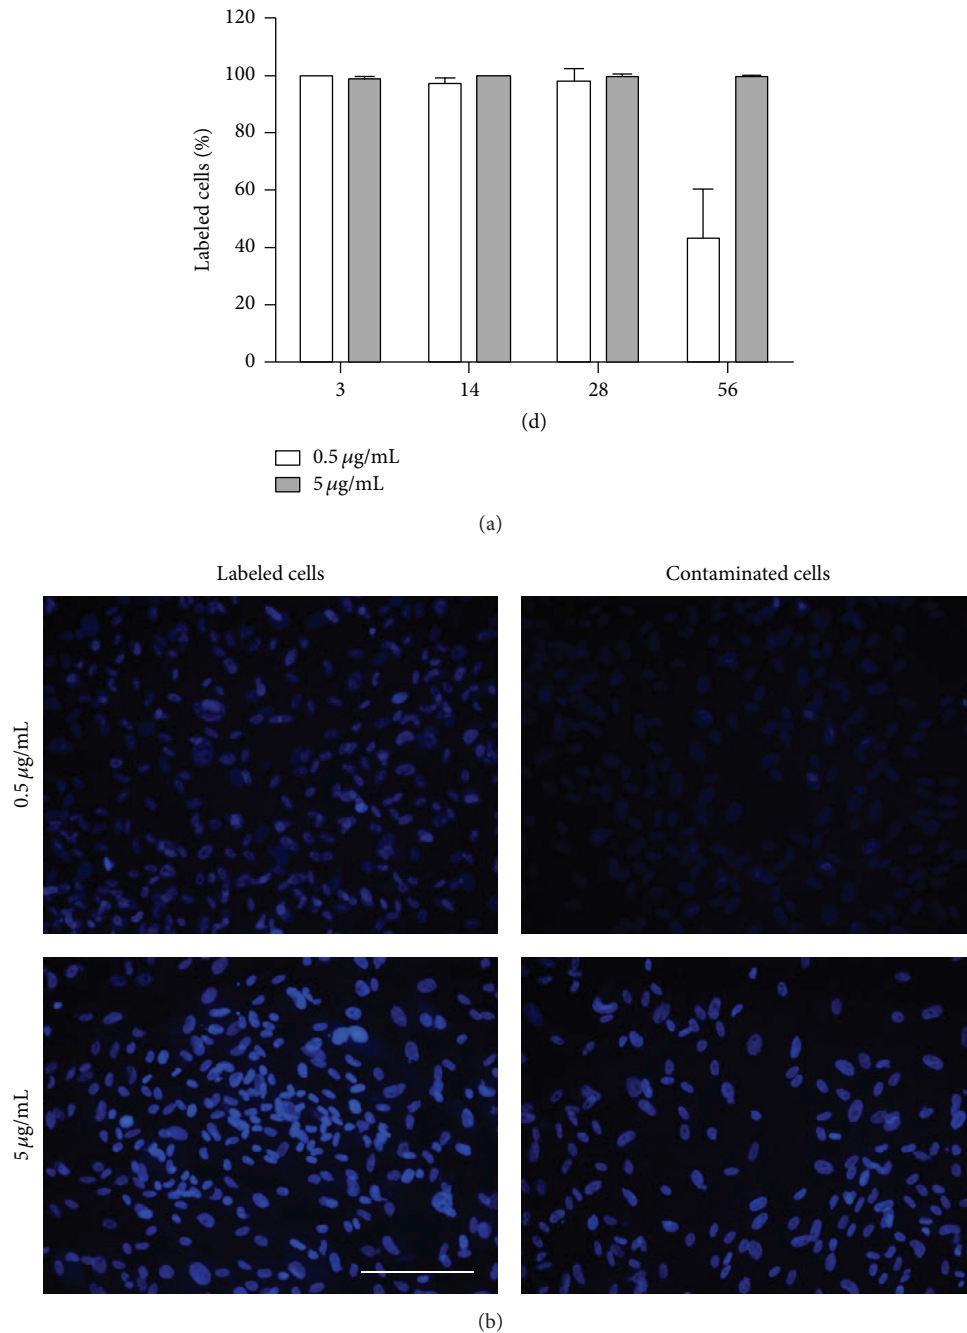 120
100
80
60
40
20
0
Labeled cells (%)
3 14 28 56
(d)
0.5 μg/mL
5 μg/mL
(a)
Labeled cells Contaminated cells
0.5 μg/mL
5 μg/mL
(b)